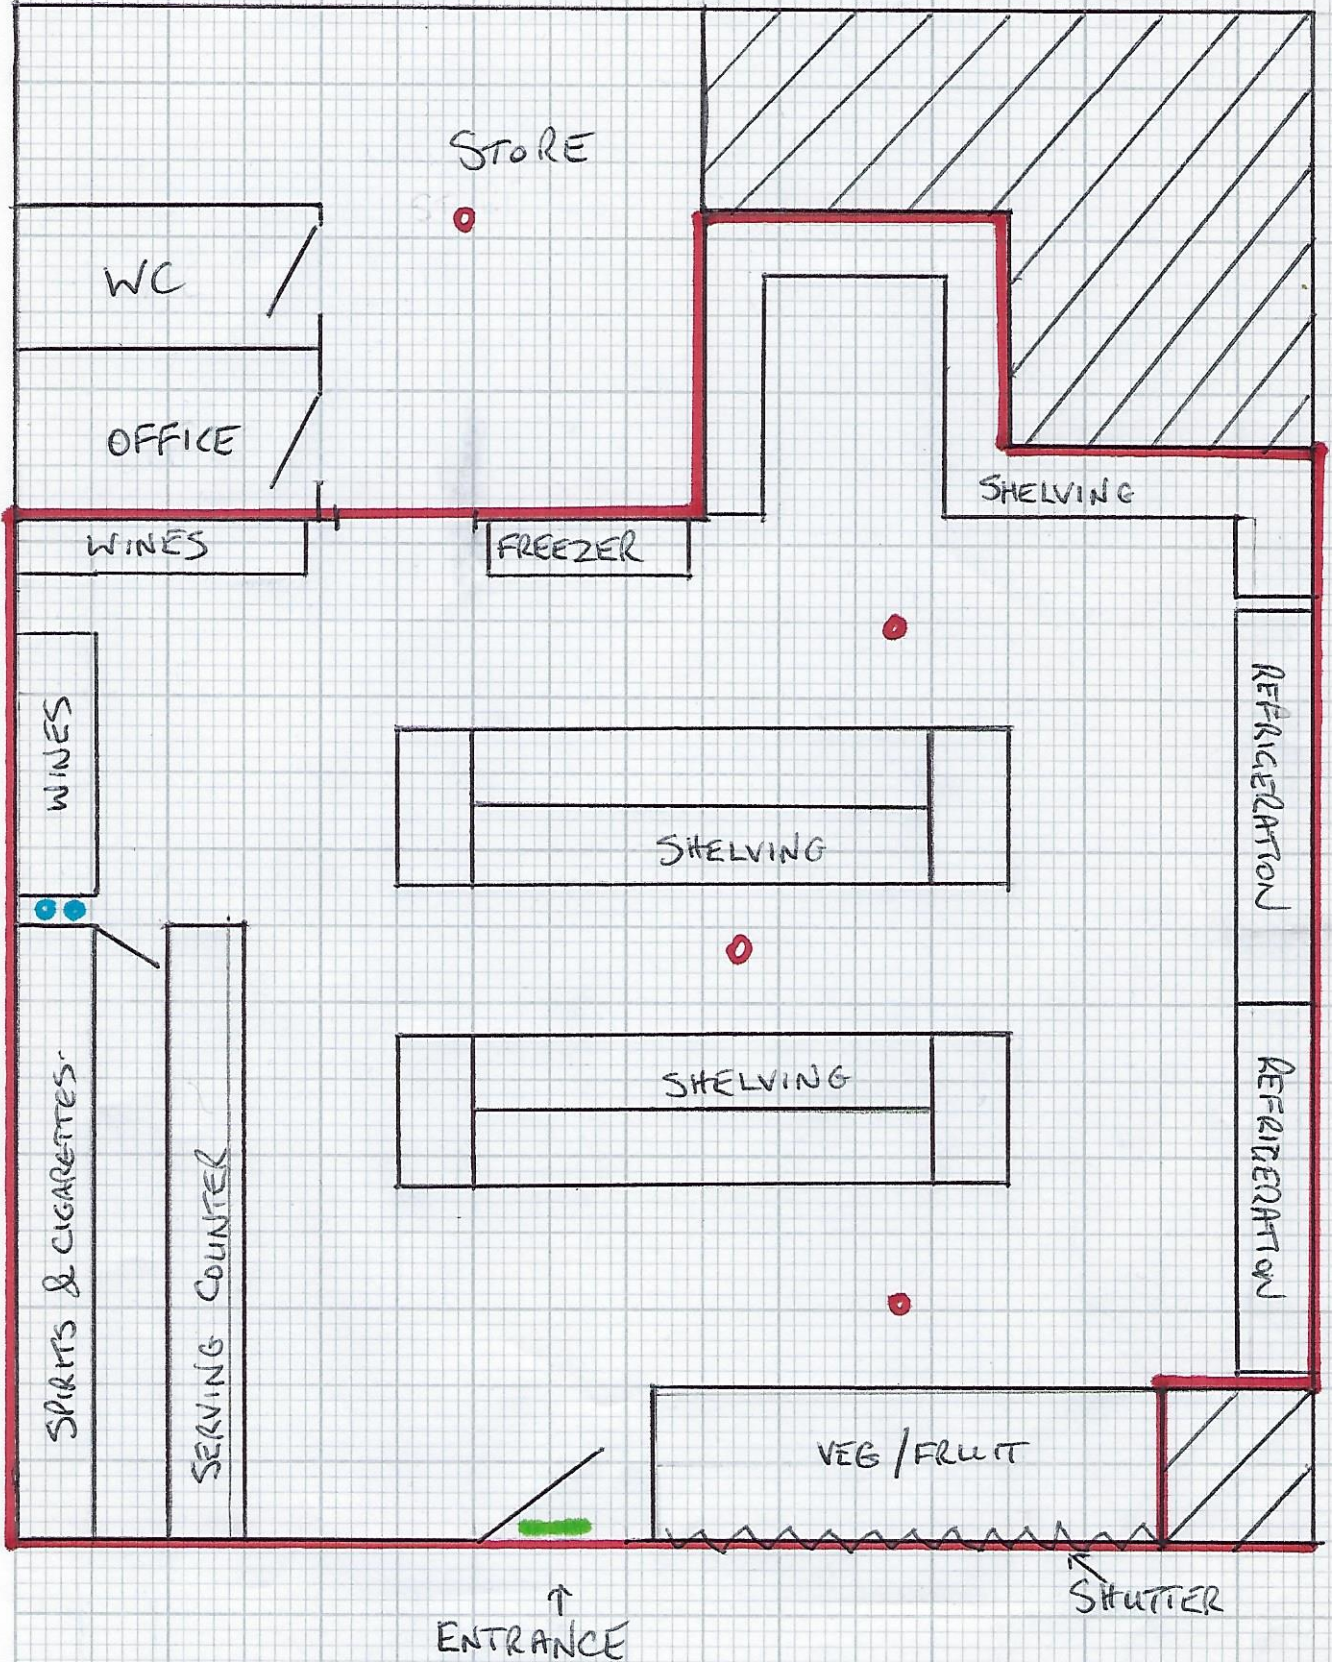 STORE
WC
OFFICE
SHELVING
WINES
FREEZER
WINES
REFRIGERATION
SHELVING
SHELVING
REFRIGERATION
SPIRITS & CIGARETTES
SERVING COUNTER
VEG/FRUIT
SHUTTER
ENTRANCE